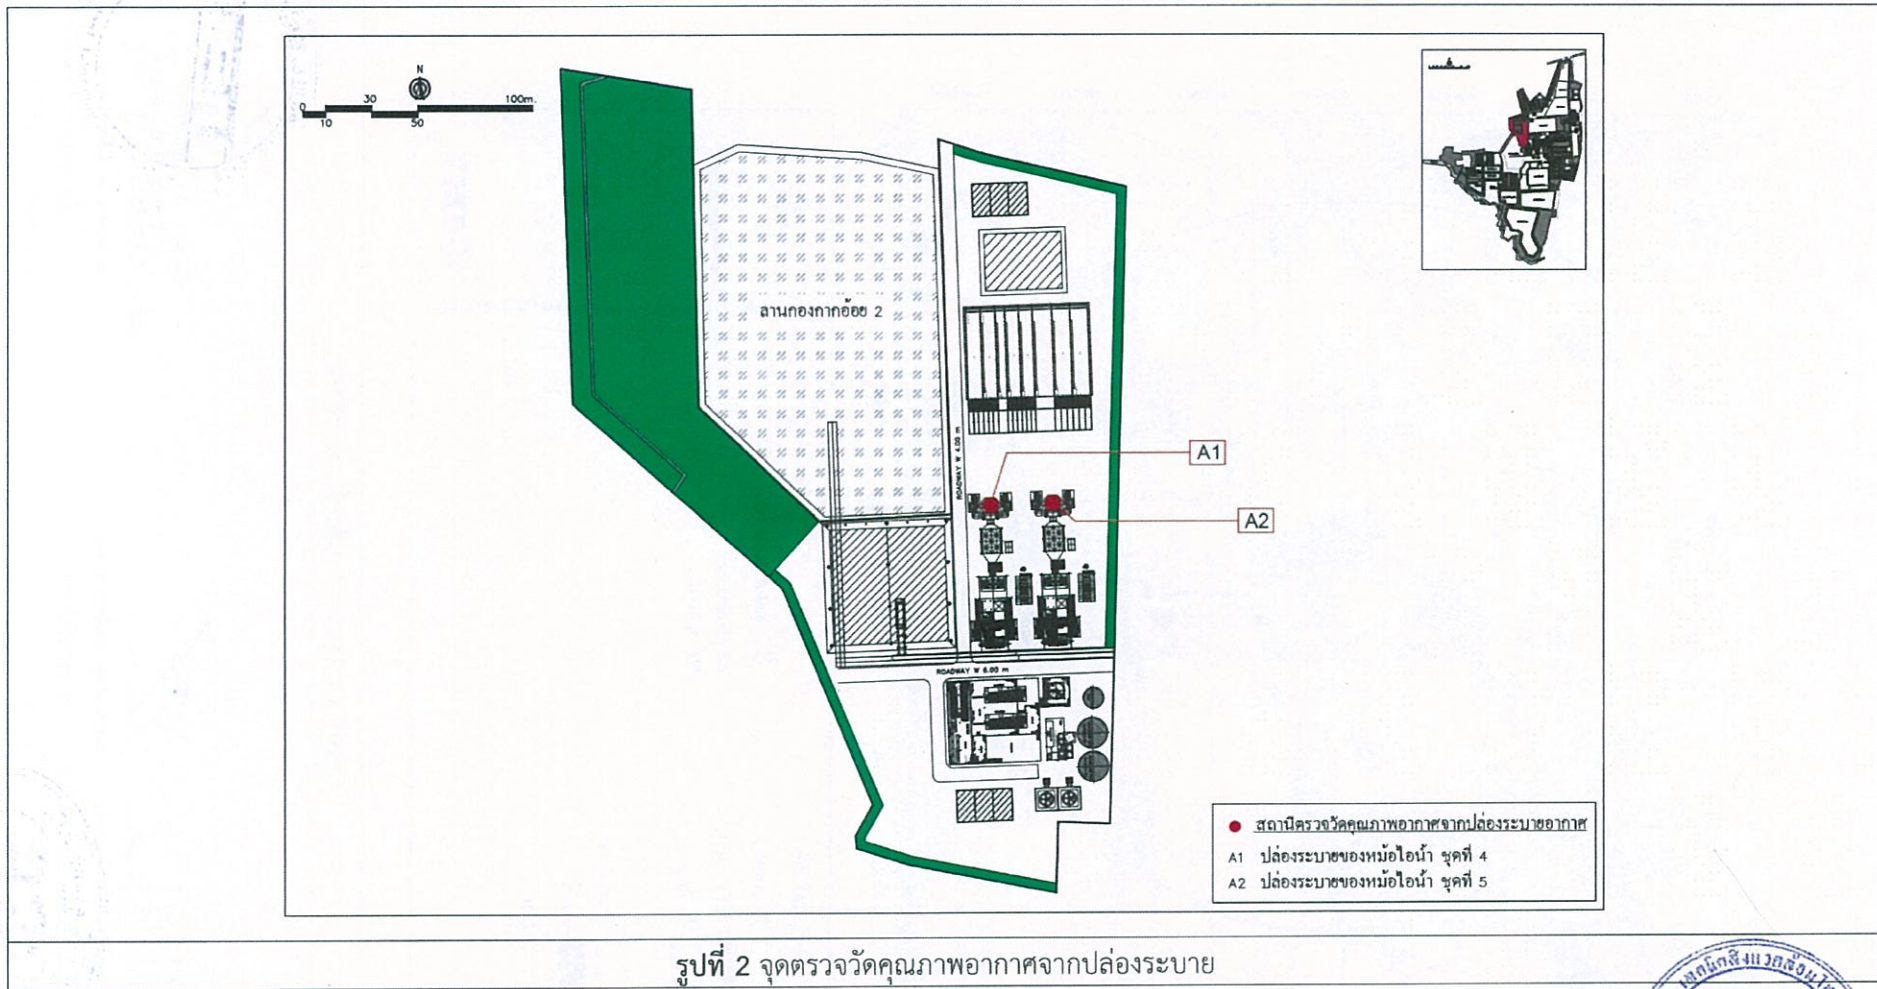 N
0 30 100m.
10 50
ลานกองกากอ้อย 2
ROADWAY W 4.00 m
A1
A2
ROADWAY W 6.00 m
สถานีตรวจวัดคุณภาพอากาศจากปล่องระบายอากาศ
A1 ปล่องระบายของหม้อไอน้ำ ชุดที่ 4
A2 ปล่องระบายของหม้อไอน้ำ ชุดที่ 5
รูปที่ 2 จุดตรวจวัดคุณภาพอากาศจากปล่องระบาย